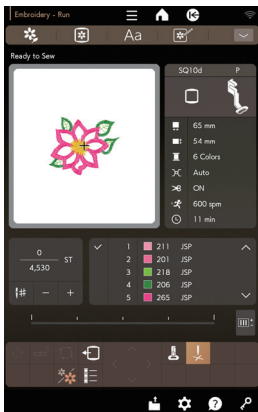 Embroidery - Run
Aa
Ready to Sew
SQ10d P
65 mm
54 mm
6 Colors
Auto
ON
600 spm
11 min
0
4,530 ST
1 211 JSP
2 201 JSP
3 218 JSP
4 206 JSP
5 265 JSP
# - +
?